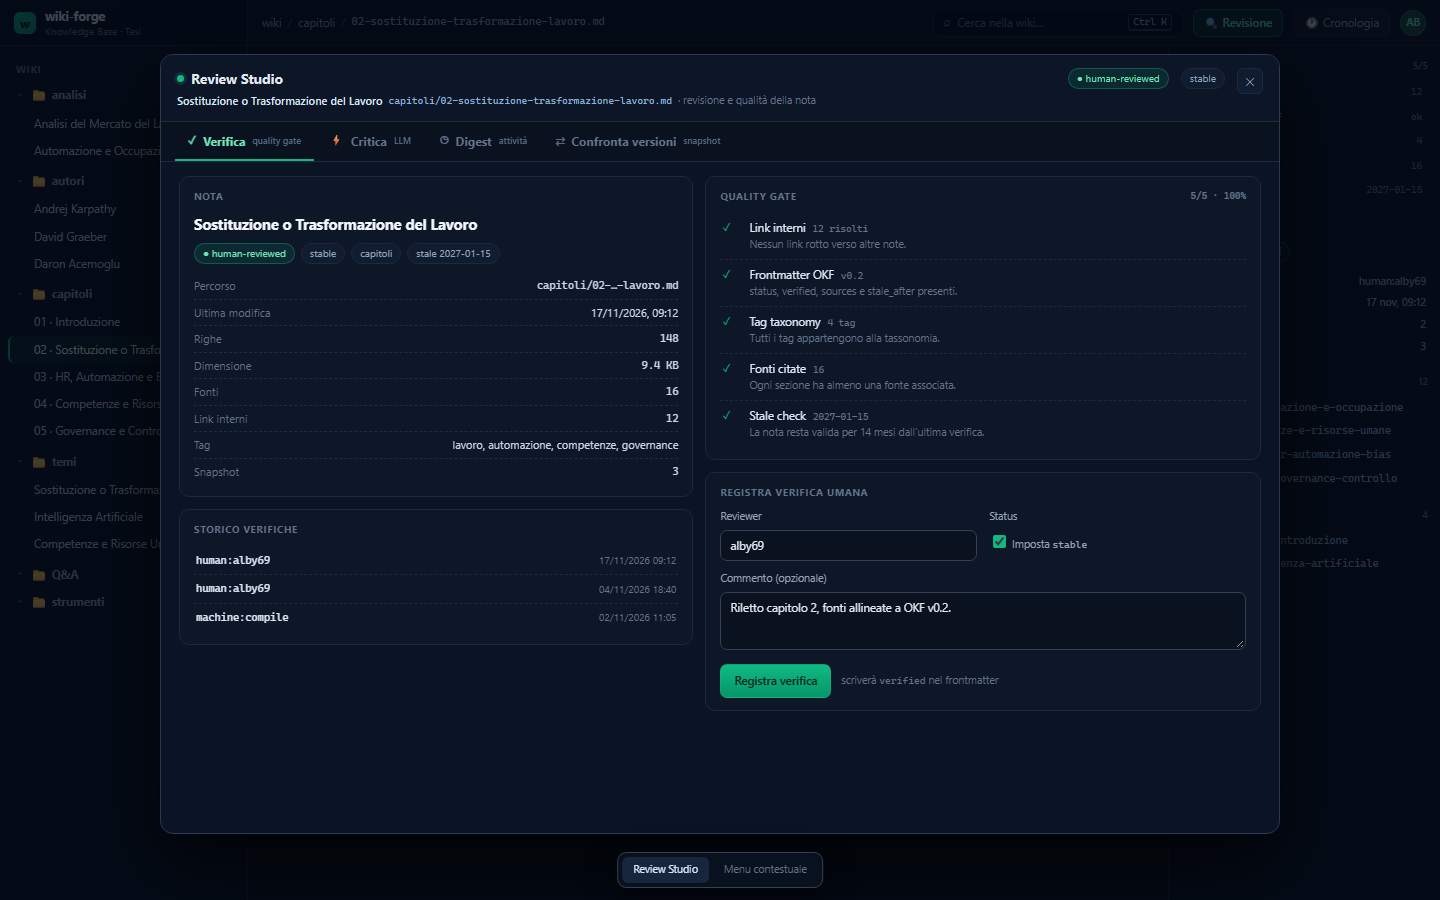 wiki-forge
Knowledge Base · Tesi
wiki / capitoli / 02-sostituzione-trasformazione-lavoro.md
Cerca nella wiki...
Ctrl K
Revisione
Cronologia
AB
WIKI
analisi
Analisi del Mercato del L
Automazione e Occupazi
autori
Andrej Karpathy
David Graeber
Daron Acemoglu
capitoli
01 · Introduzione
02 · Sostituzione o Trasfo
03 · HR, Automazione e B
04 · Competenze e Risors
05 · Governance e Contro
temi
Sostituzione o Trasforma
Intelligenza Artificiale
Competenze e Risorse U
Q&A
strumenti
Review Studio
human-reviewed
stable
Sostituzione o Trasformazione del Lavoro capitoli/02-sostituzione-trasformazione-lavoro.md · revisione e qualità della nota
Verifica quality gate
Critica LLM
Digest attività
Confronta versioni snapshot
NOTA
Sostituzione o Trasformazione del Lavoro
human-reviewed
stable
capitoli
stale 2027-01-15
Percorso capitoli/02-…-lavoro.md
Ultima modifica 17/11/2026, 09:12
Righe 148
Dimensione 9.4 KB
Fonti 16
Link interni 12
Tag lavoro, automazione, competenze, governance
Snapshot 3
STORICO VERIFICHE
human:alby69 17/11/2026 09:12
human:alby69 04/11/2026 18:40
machine:compile 02/11/2026 11:05
QUALITY GATE 5/5 · 100%
✓ Link interni 12 risolti
Nessun link rotto verso altre note.
✓ Frontmatter OKF v0.2
status, verified, sources e stale_after presenti.
✓ Tag taxonomy 4 tag
Tutti i tag appartengono alla tassonomia.
✓ Fonti citate 16
Ogni sezione ha almeno una fonte associata.
✓ Stale check 2027-01-15
La nota resta valida per 14 mesi dall'ultima verifica.
REGISTRA VERIFICA UMANA
Reviewer
alby69
Status
Imposta stable
Commento (opzionale)
Riletto capitolo 2, fonti allineate a OKF v0.2.
Registra verifica
scriverà verified nel frontmatter
5/5
12
ok
4
16
2027-01-15
human:alby69
17 nov, 09:12
2
3
12
azione-e-occupazione
ze-e-risorse-umane
r-automazione-bias
overnance-controllo
4
ntroduzione
enza-artificiale
Review Studio
Menu contestuale